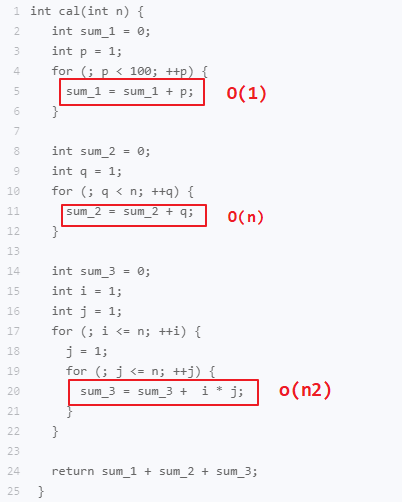 1 int cal(int n) {
2 int sum_1 = 0;
3 int p = 1;
4 for (; p < 100; ++p) {
5 sum_1 = sum_1 + p; O(1)
6 }
7
8 int sum_2 = 0;
9 int q = 1;
10 for (; q < n; ++q) {
11 sum_2 = sum_2 + q; O(n)
12 }
13
14 int sum_3 = 0;
15 int i = 1;
16 int j = 1;
17 for (; i <= n; ++i) {
18 j = 1;
19 for (; j <= n; ++j) {
20 sum_3 = sum_3 + i * j; o(n2)
21 }
22 }
23
24 return sum_1 + sum_2 + sum_3;
25 }